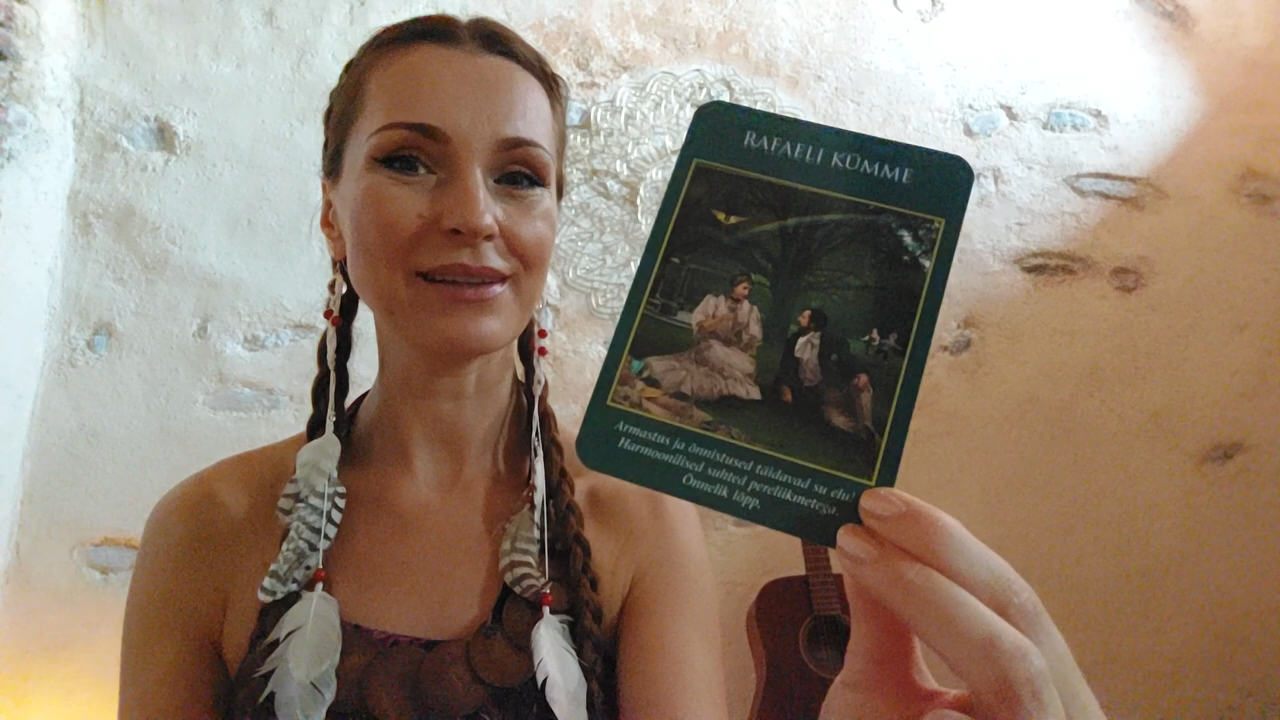 RAFAELI KÜMME
Armastus ja õnnistused täidavad su elu!
Harmoonilised suhted pereliikmetega.
Õnnelik lõpp.